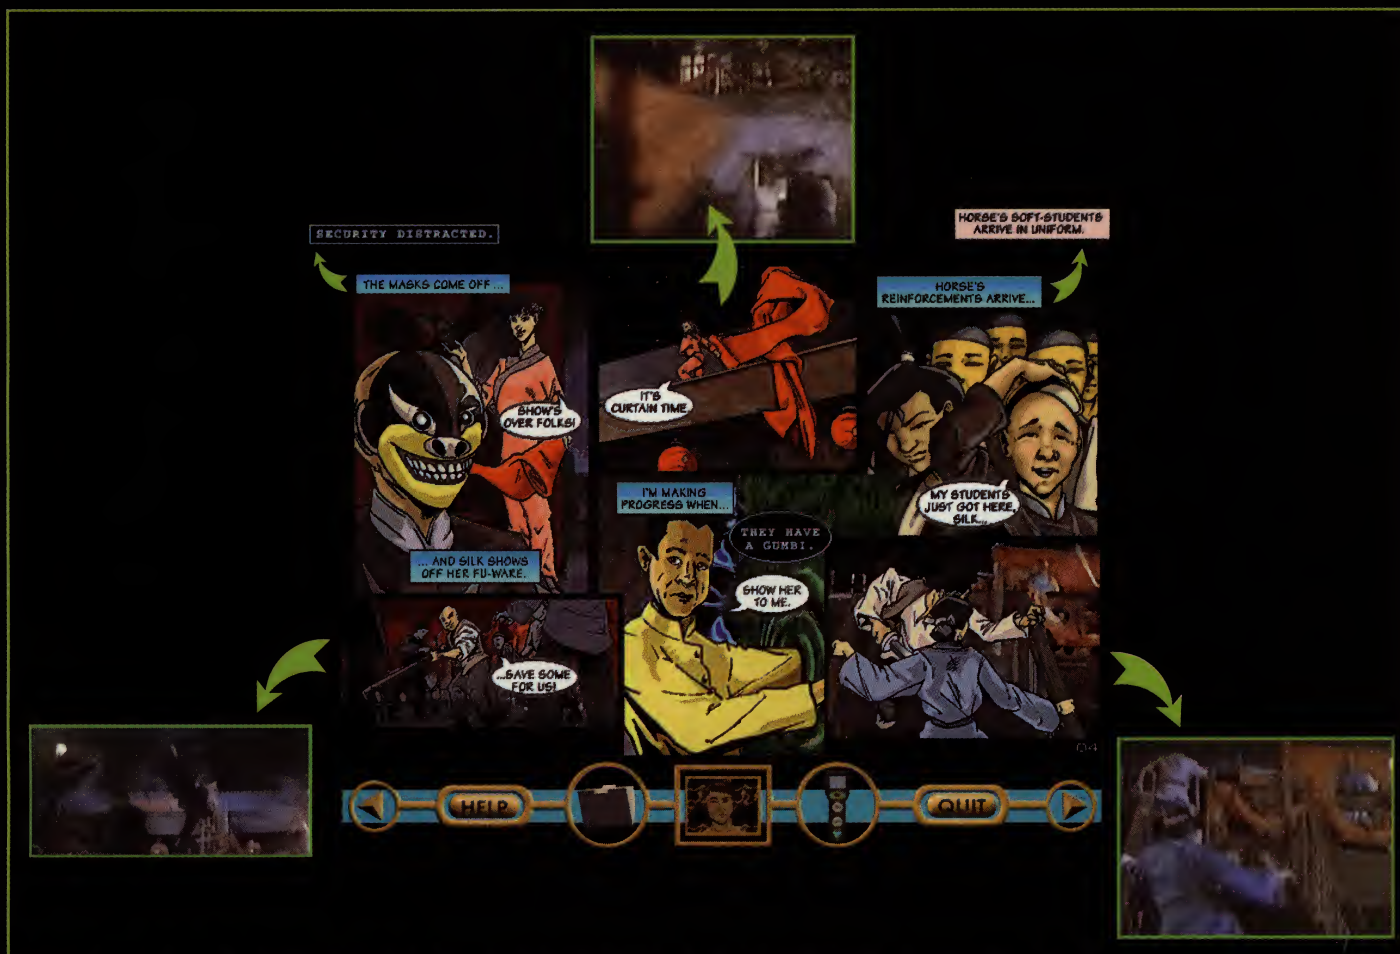 SECURITY DISTRACTED.
HORSE'S SOFT-STUDENTS
ARRIVE IN UNIFORM.
THE MASKS COME OFF ...
SHOW'S
OVER FOLKS!
... AND SILK SHOWS
OFF HER FU-WARE.
...SAVE SOME
FOR US!
IT'S
CURTAIN TIME.
I'M MAKING
PROGRESS WHEN...
THEY HAVE
A GUMBI.
SHOW HER
TO ME.
HORSE'S
REINFORCEMENTS ARRIVE...
MY STUDENTS
JUST GOT HERE,
SILK...
HELP
QUIT